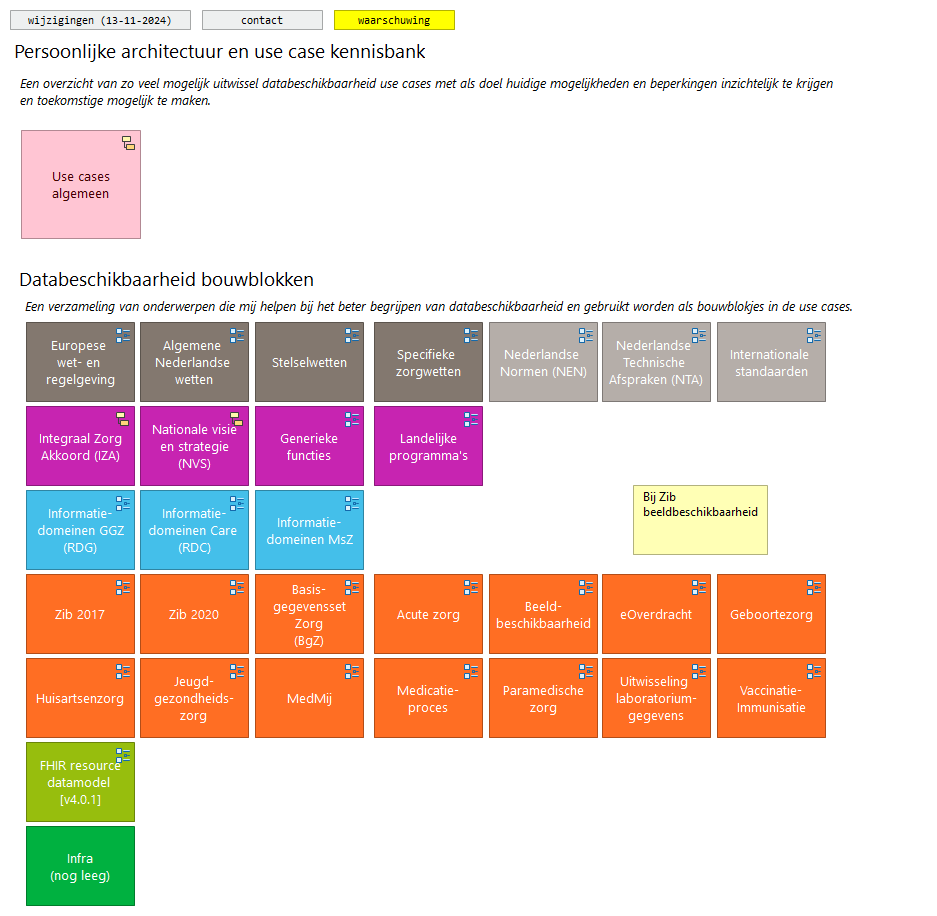 wijzigingen (13-11-2024)
contact
waarschuwing
Persoonlijke architectuur en use case kennisbank
Een overzicht van zo veel mogelijk uitwissel databeschikbaarheid use cases met als doel huidige mogelijkheden en beperkingen inzichtelijk te krijgen
en toekomstige mogelijk te maken.
Use cases
algemeen
Databeschikbaarheid bouwblokken
Een verzameling van onderwerpen die mij helpen bij het beter begrijpen van databeschikbaarheid en gebruikt worden als bouwblokjes in de use cases.
Europese
wet- en
regelgeving
Algemene
Nederlandse
wetten
Stelselwetten
Specifieke
zorgwetten
Nederlandse
Normen (NEN)
Nederlandse
Technische
Afspraken (NTA)
Internationale
standaarden
Integraal Zorg
Akkoord (IZA)
Nationale visie
en strategie
(NVS)
Generieke
functies
Landelijke
programma's
Informatie-
domeinen GGZ
(RDG)
Informatie-
domeinen Care
(RDC)
Informatie-
domeinen MsZ
Bij Zib
beeldbeschikbaarheid
Zib 2017
Zib 2020
Basis-
gegevensset
Zorg
(BgZ)
Acute zorg
Beeld-
beschikbaarheid
eOverdracht
Geboortezorg
Huisartsenzorg
Jeugd-
gezondheids-
zorg
MedMij
Medicatie-
proces
Paramedische
zorg
Uitwisseling
laboratorium-
gegevens
Vaccinatie-
Immunisatie
FHIR resource
datamodel
[v4.0.1]
Infra
(nog leeg)